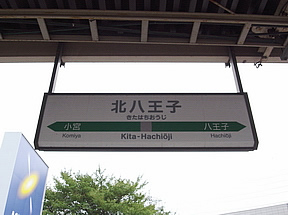 北八王子
きたはちおうじ
Kita-Hachiōji
小宮
Komiya
八王子
Hachiōji